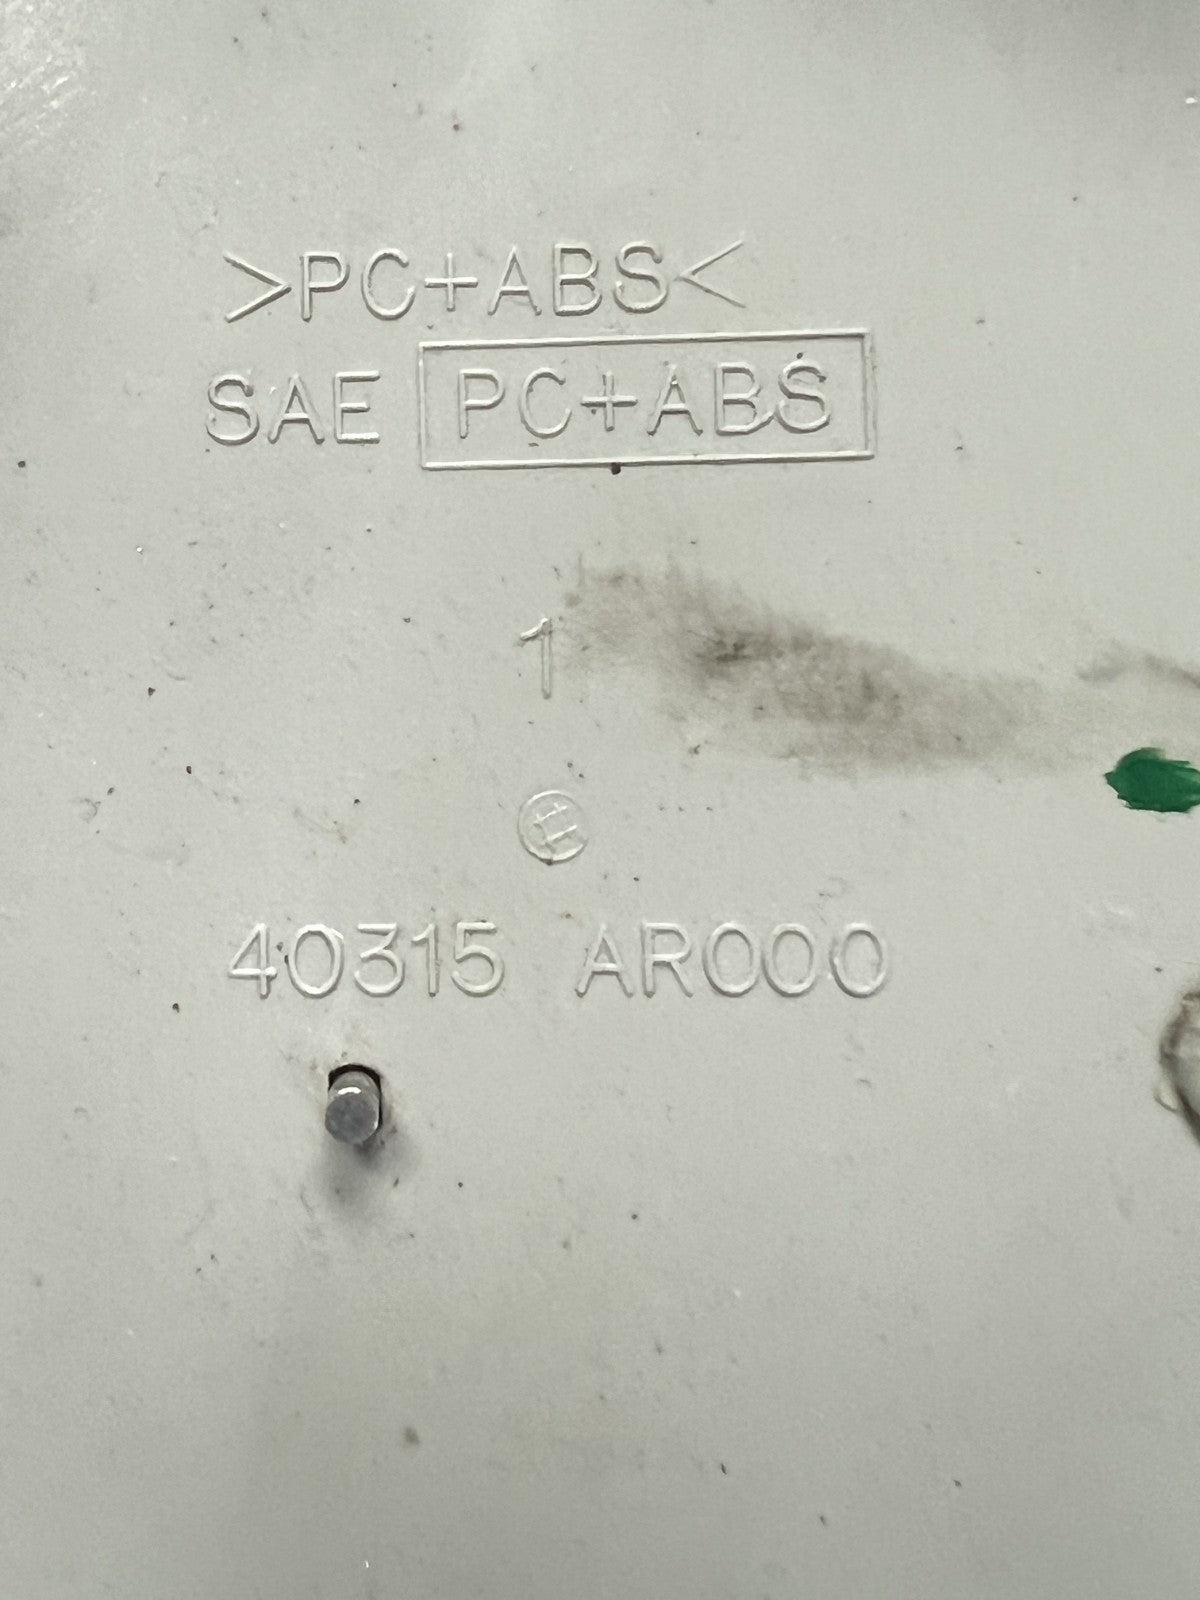 >PC+ABS<
SAE PC+ABS
1
40315 AR000